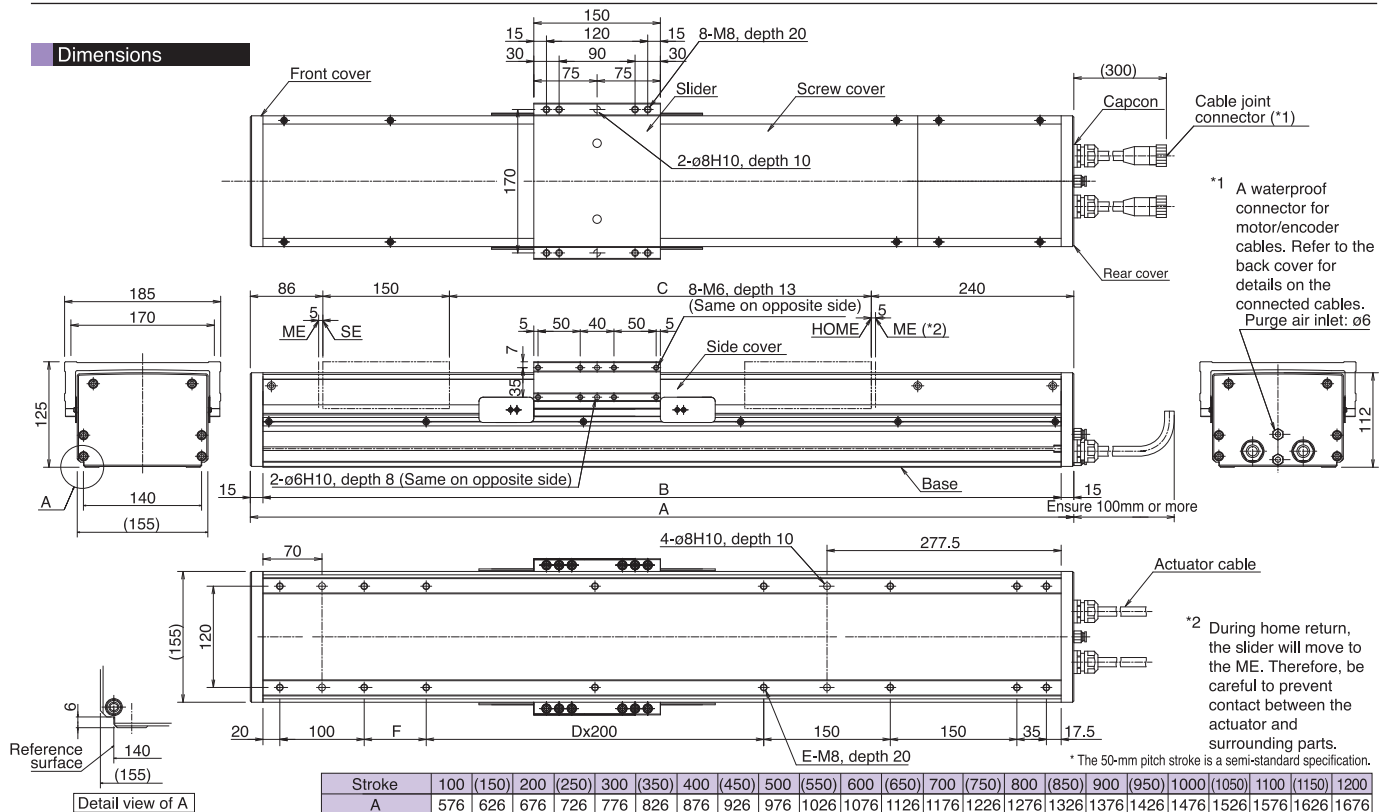 Dimensions
150
15 120 15
8-M8, depth 20
30 90 30
75 75
Front cover
Slider
Screw cover
(300)
Capcon
Cable joint
connector (*1)
2-ø8H10, depth 10
170
Rear cover
*1 A waterproof
connector for
motor/encoder
cables. Refer to the
back cover for
details on the
connected cables.
Purge air inlet: ø6
185
170
125
A
140
(155)
86 150 C 240
8-M6, depth 13
(Same on opposite side)
5
ME SE
5 50 40 50 5
HOME ME (*2)
5
7
35
Side cover
112
2-ø6H10, depth 8 (Same on opposite side)
Base
15 B 15
A
Ensure 100mm or more
70
4-ø8H10, depth 10
277.5
Actuator cable
(155)
120
*2 During home return,
the slider will move to
the ME. Therefore, be
careful to prevent
contact between the
actuator and
surrounding parts.
20 100 F Dx200 150 150 35 17.5
E-M8, depth 20
6
Reference
surface
140
(155)
Detail view of A
* The 50-mm pitch stroke is a semi-standard specification.
Stroke 100 (150) 200 (250) 300 (350) 400 (450) 500 (550) 600 (650) 700 (750) 800 (850) 900 (950) 1000 (1050) 1100 (1150) 1200
A 576 626 676 726 776 826 876 926 976 1026 1076 1126 1176 1226 1276 1326 1376 1426 1476 1526 1576 1626 1676